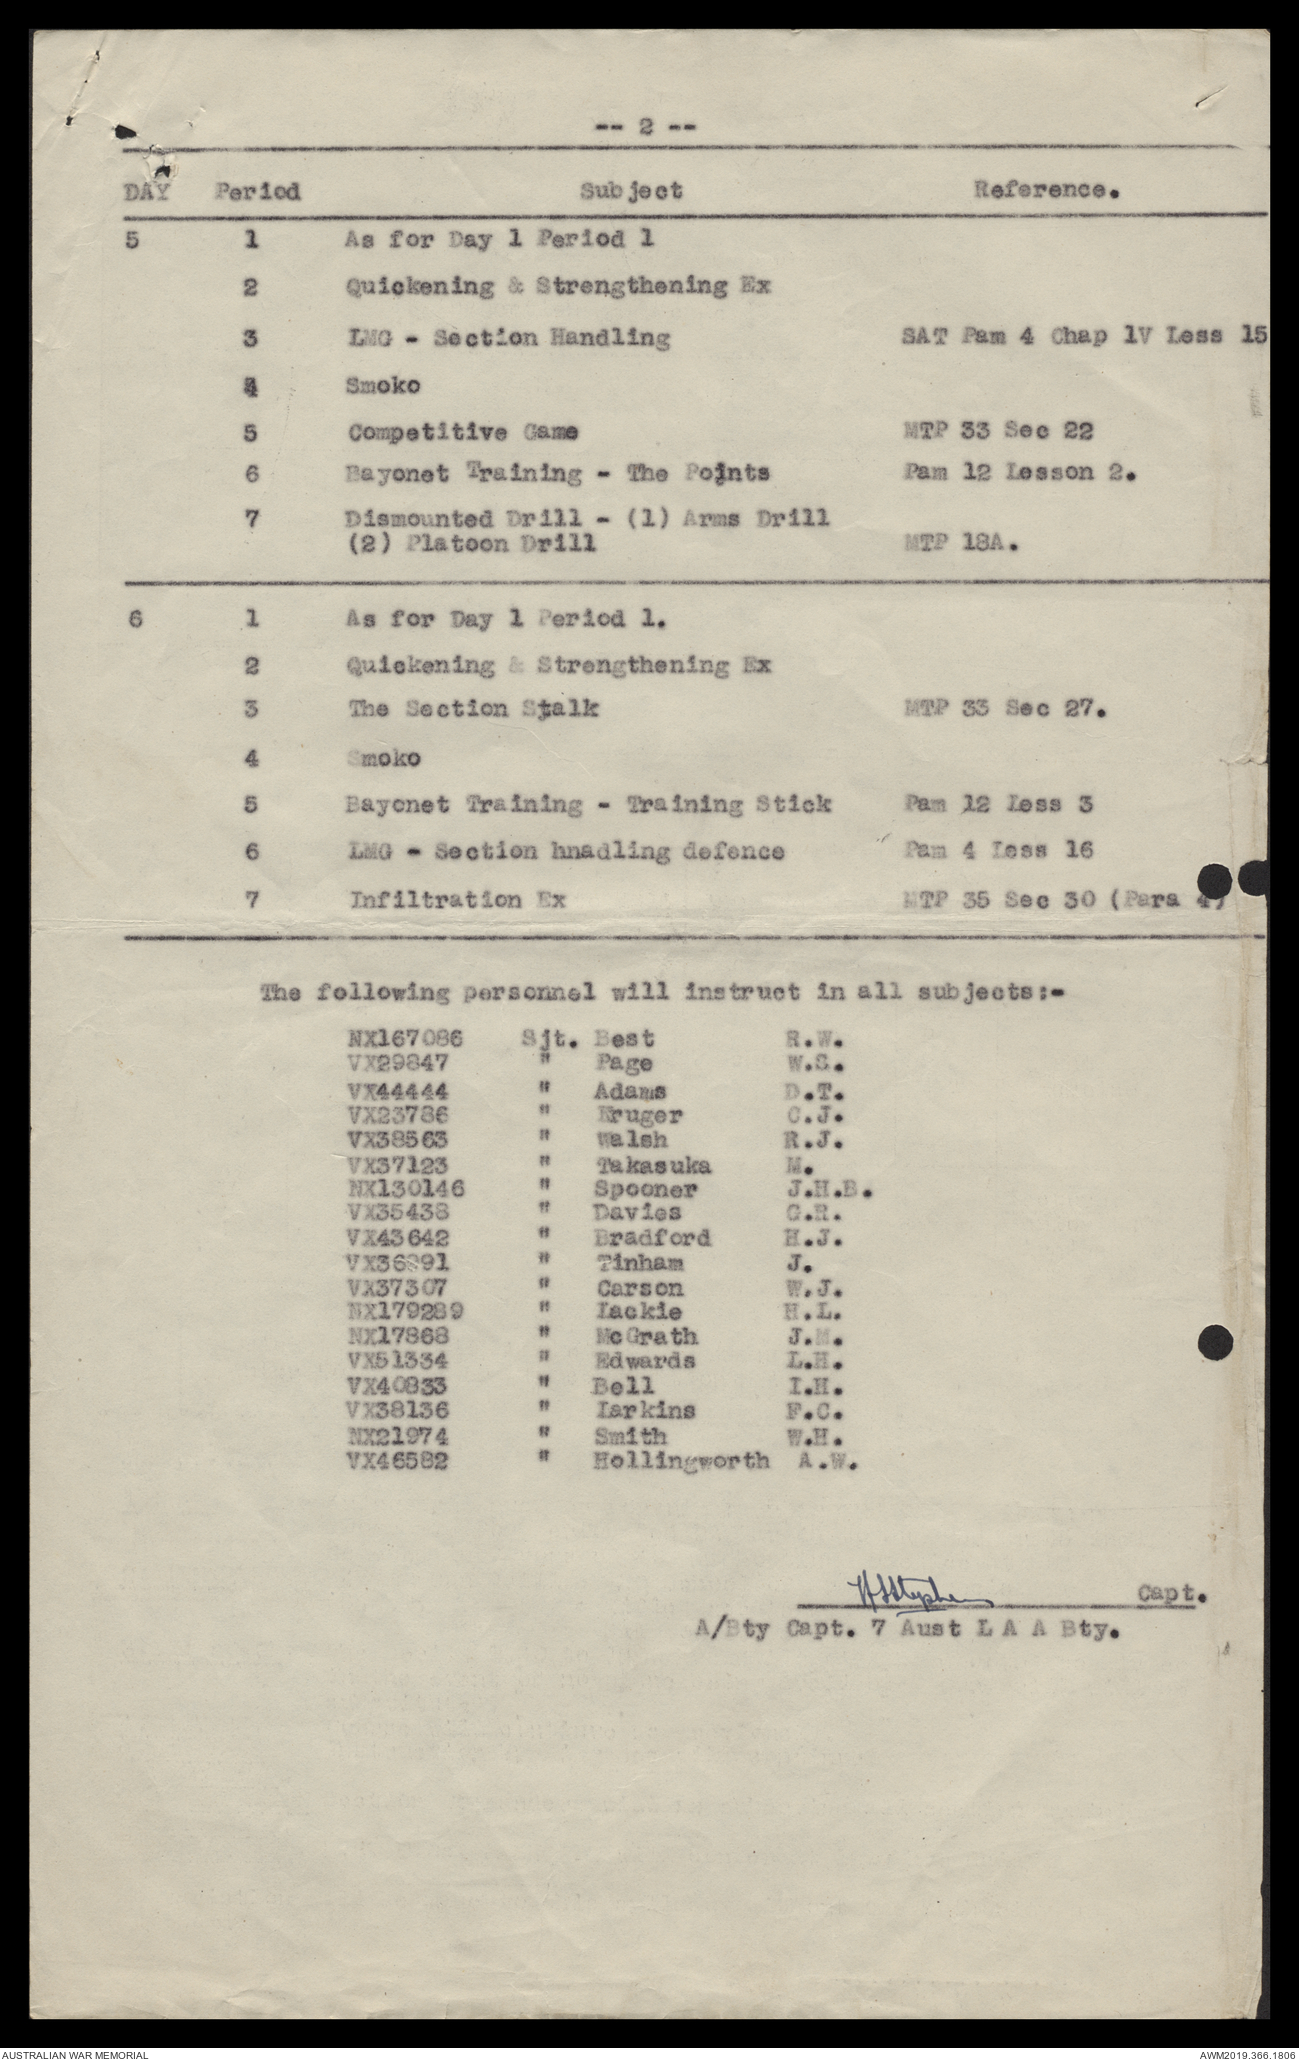 -- 2 --
DAY Period Subject Reference.
5 1 As for Day 1 Period 1
2 Quickening & Strengthening Ex
3 LMG - Section Handling SAT Pam 4 Chap 1V Less 15
4 Smoko
5 Competitive Game MTP 33 Sec 22
6 Bayonet Training - The Points Pam 12 Lesson 2.
7 Dismounted Drill - (1) Arms Drill
(2) Platoon Drill MTP 18A.
6 1 As for Day 1 Period 1.
2 Quickening & Strengthening Ex
3 The Section Stalk MTP 33 Sec 27.
4 Smoko
5 Bayonet Training - Training Stick Pam 12 Less 3
6 LMG - Section hnadling defence Pam 4 Less 16
7 Infiltration Ex MTP 35 Sec 30 (Para 4)
The following personnel will instruct in all subjects:-
NX167086 Sjt. Best R.W.
VX29847 " Page W.S.
VX44444 " Adams D.T.
VX23786 " Kruger C.J.
VX38563 " Walsh R.J.
VX37123 " Takasuka M.
NX130146 " Spooner J.H.B.
VX35438 " Davies G.R.
VX43642 " Bradford H.J.
" Tinham J.
VX37307 " Carson W.J.
NX179289 " Lackie H.L.
NX17868 " McGrath J.M.
VX51334 " Edwards L.H.
VX40833 " Bell I.H.
VX38136 " Larkins F.C.
NX21974 " Smith W.H.
VX46582 " Hollingworth A.W.
Capt.
A/Bty Capt. 7 Aust L A A Bty.
AUSTRALIAN WAR MEMORIAL AWM2019.366.1806